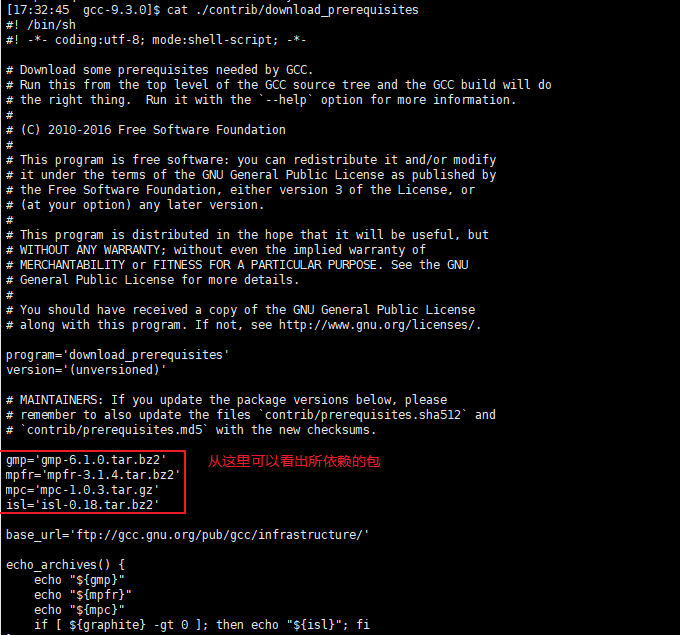 [17:32:45  gcc-9.3.0]$ cat ./contrib/download_prerequisites
#! /bin/sh
#! -*- coding:utf-8; mode:shell-script; -*-
# Download some prerequisites needed by GCC.
# Run this from the top level of the GCC source tree and the GCC build will do
# the right thing.  Run it with the `--help` option for more information.
#
# (C) 2010-2016 Free Software Foundation
#
# This program is free software: you can redistribute it and/or modify
# it under the terms of the GNU General Public License as published by
# the Free Software Foundation, either version 3 of the License, or
# (at your option) any later version.
#
# This program is distributed in the hope that it will be useful, but
# WITHOUT ANY WARRANTY; without even the implied warranty of
# MERCHANTABILITY or FITNESS FOR A PARTICULAR PURPOSE. See the GNU
# General Public License for more details.
#
# You should have received a copy of the GNU General Public License
# along with this program. If not, see http://www.gnu.org/licenses/.
program='download_prerequisites'
version='(unversioned)'
# MAINTAINERS: If you update the package versions below, please
# remember to also update the files `contrib/prerequisites.sha512` and
# `contrib/prerequisites.md5` with the new checksums.
gmp='gmp-6.1.0.tar.bz2' 从这里可以看出所依赖的包
mpfr='mpfr-3.1.4.tar.bz2'
mpc='mpc-1.0.3.tar.gz'
isl='isl-0.18.tar.bz2'
base_url='ftp://gcc.gnu.org/pub/gcc/infrastructure/'
echo_archives() {
    echo "${gmp}"
    echo "${mpfr}"
    echo "${mpc}"
    if [ ${graphite} -gt 0 ]; then echo "${isl}"; fi